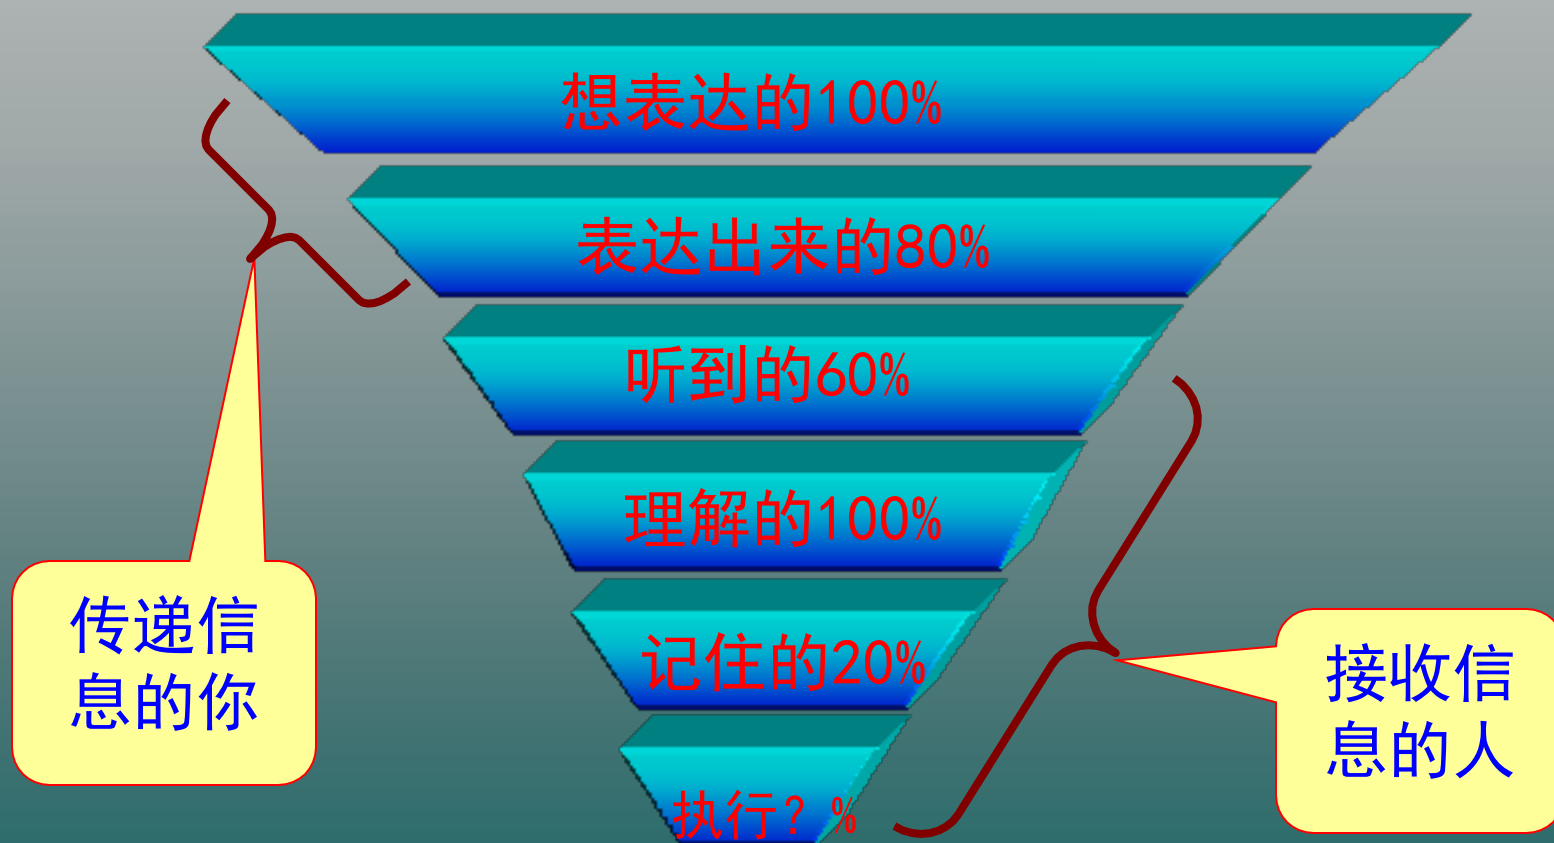 想表达的100%
表达出来的80%
听到的60%
理解的100%
记住的20%
执行？%
传递信
息的你
接收信
息的人